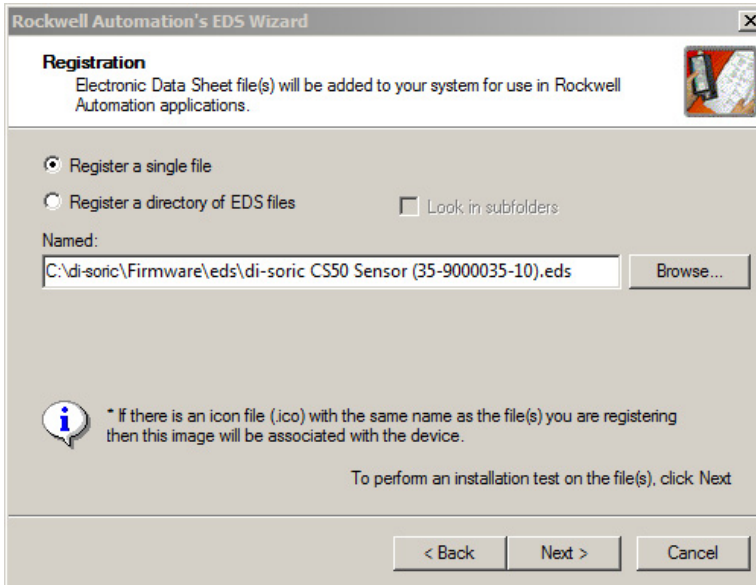 Rockwell Automation's EDS Wizard
Registration
Electronic Data Sheet file(s) will be added to your system for use in Rockwell
Automation applications.
Register a single file
Register a directory of EDS files
Look in subfolders
Named:
C:\di-soric\Firmware\eds\di-soric CS50 Sensor (35-9000035-10).eds
Browse...
* If there is an icon file (.ico) with the same name as the file(s) you are registering
then this image will be associated with the device.
To perform an installation test on the file(s), click Next
< Back
Next >
Cancel